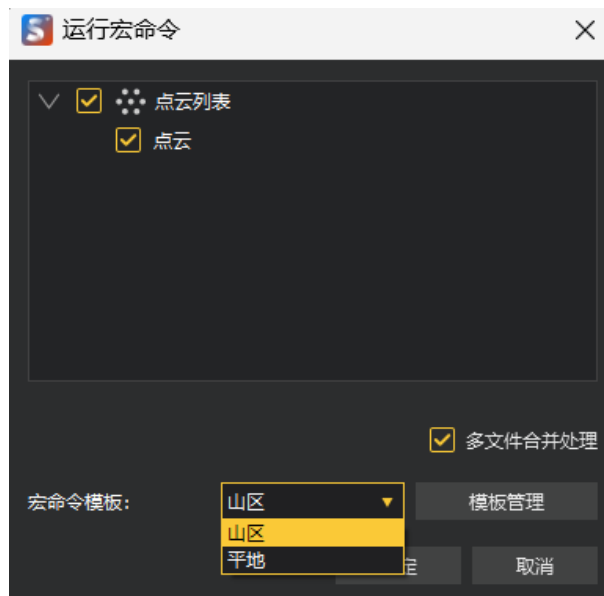 运行宏命令
点云列表
点云
多文件合并处理
宏命令模板:
山区
模板管理
山区
平地
定
取消